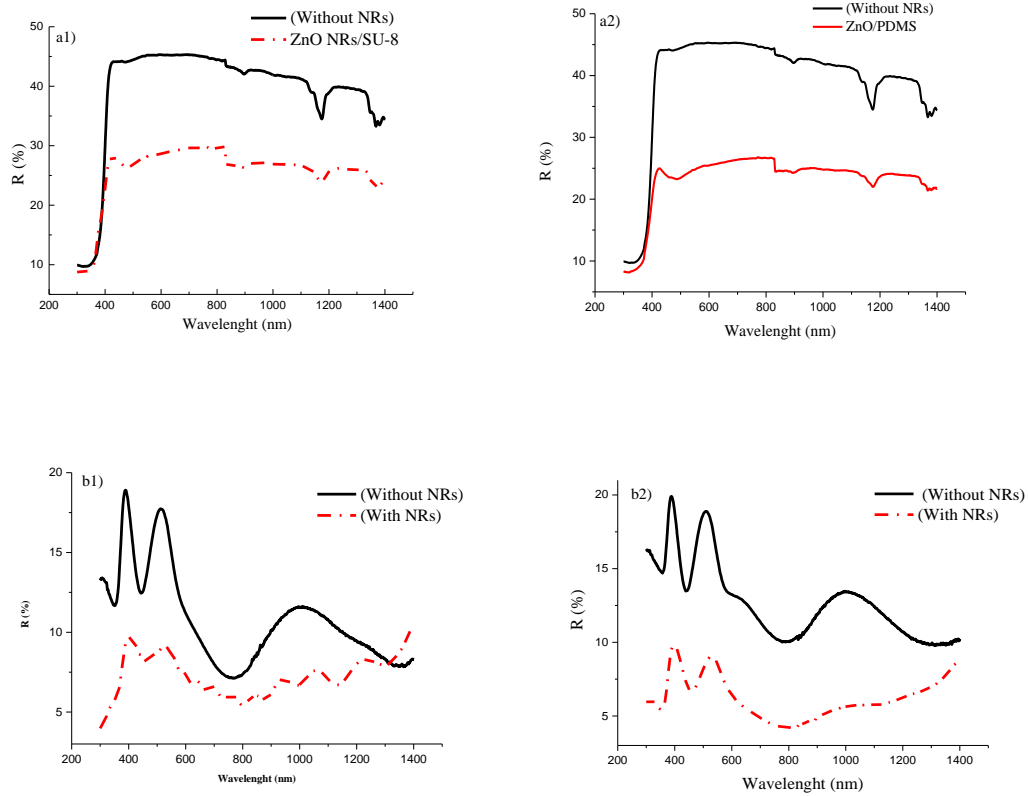 a1)
(Without NRs)
ZnO NRs/SU-8
R (%)
50
40
30
20
10
200 400 600 800 1000 1200 1400
Wavelenght (nm)
a2)
(Without NRs)
ZnO/PDMS
R (%)
50
40
30
20
10
200 400 600 800 1000 1200 1400
Wavelenght (nm)
b1)
(Without NRs)
(With NRs)
R (%)
20
15
10
5
200 400 600 800 1000 1200 1400
Wavelenght (nm)
b2)
(Without NRs)
(With NRs)
R (%)
20
15
10
5
200 400 600 800 1000 1200 1400
Wavelenght (nm)